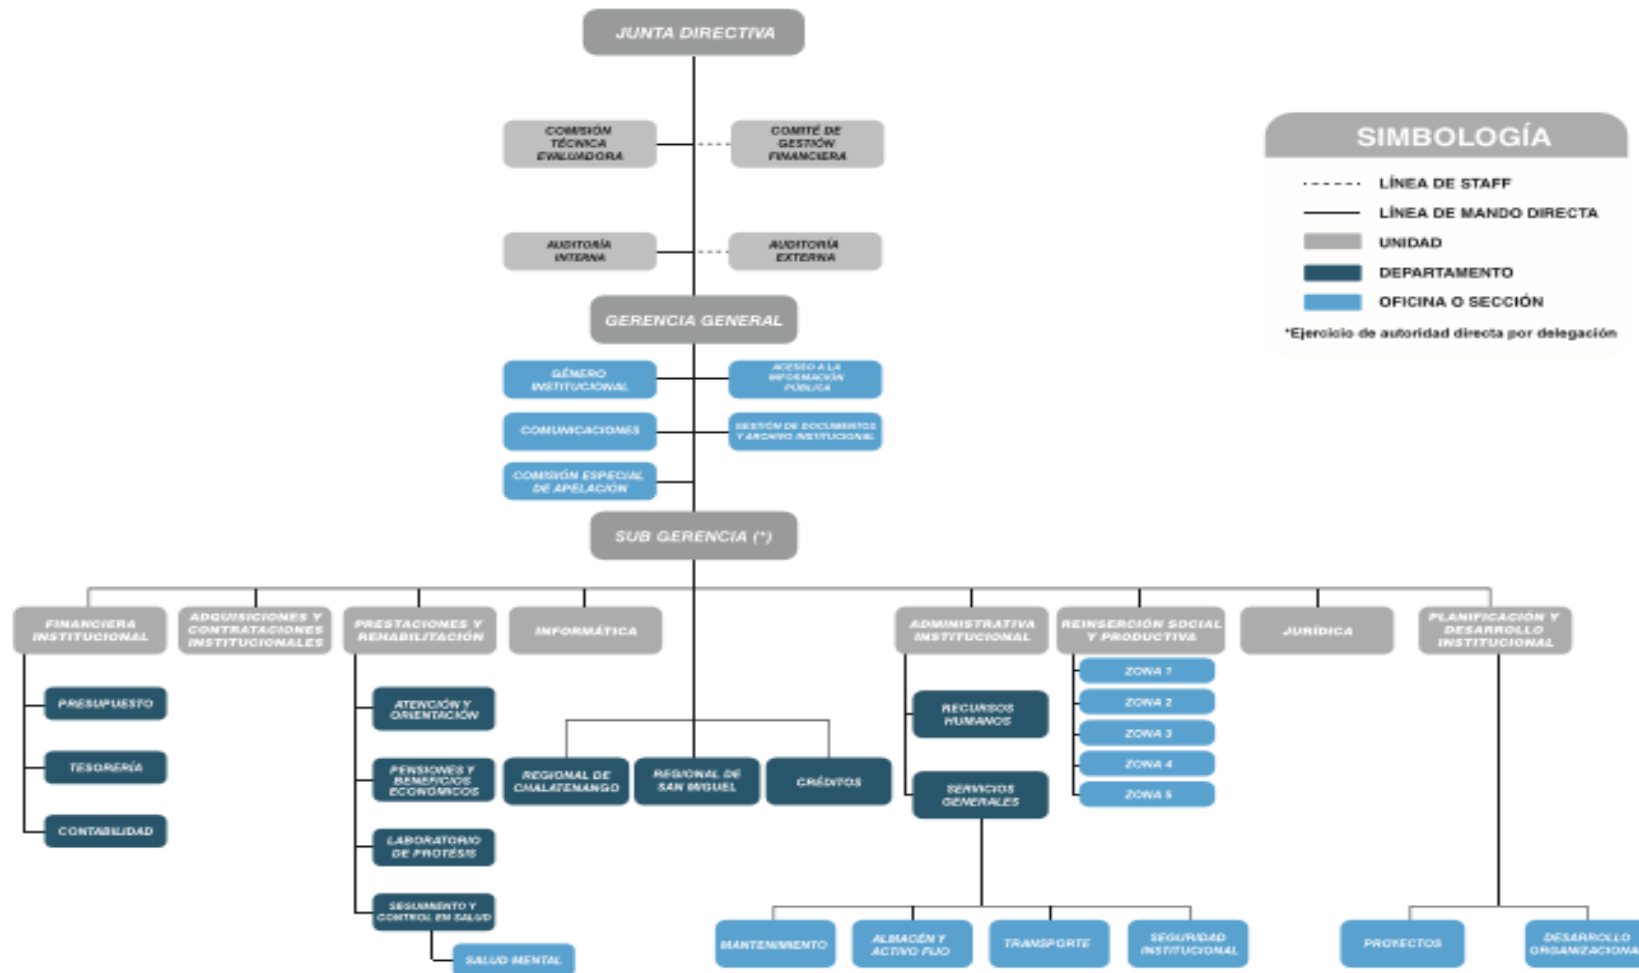 JUNTA DIRECTIVA
COMISIÓN
TÉCNICA
EVALUADORA
COMITÉ DE
GESTIÓN
FINANCIERA
AUDITORÍA
INTERNA
AUDITORÍA
EXTERNA
GERENCIA GENERAL
GÉNERO
INSTITUCIONAL
ACESO A LA
INFORMACIÓN
PÚBLICA
COMUNICACIONES
GESTIÓN DE DOCUMENTOS
Y ARCHIVO INSTITUCIONAL
COMISIÓN ESPECIAL
DE APELACIÓN
SUB GERENCIA (*)
SIMBOLOGÍA
LÍNEA DE STAFF
LÍNEA DE MANDO DIRECTA
UNIDAD
DEPARTAMENTO
OFICINA O SECCIÓN
*Ejercicio de autoridad directa por delegación
FINANCIERA
INSTITUCIONAL
ADQUISICIONES Y
CONTRATACIONES
INSTITUCIONALES
PRESTACIONES Y
REHABILITACIÓN
INFORMÁTICA
ADMINISTRATIVA
INSTITUCIONAL
REINSERCIÓN SOCIAL
Y PRODUCTIVA
JURÍDICA
PLANIFICACIÓN Y
DESARROLLO
INSTITUCIONAL
PRESUPUESTO
TESORERÍA
CONTABILIDAD
ATENCIÓN Y
ORIENTACIÓN
PENSIONES Y
BENEFICIOS
ECONÓMICOS
LABORATORIO
DE PROTÉSIS
SEGUIMIENTO Y
CONTROL EN SALUD
SALUD MENTAL
REGIONAL DE
CHALATENANGO
REGIONAL DE
SAN MIGUEL
CRÉDITOS
RECURSOS
HUMANOS
SERVICIOS
GENERALES
ZONA 1
ZONA 2
ZONA 3
ZONA 4
ZONA 5
MANTENIMIENTO
ALMACÉN Y
ACTIVO FIJO
TRANSPORTE
SEGURIDAD
INSTITUCIONAL
PROYECTOS
DESARROLLO
ORGANIZACIONAL